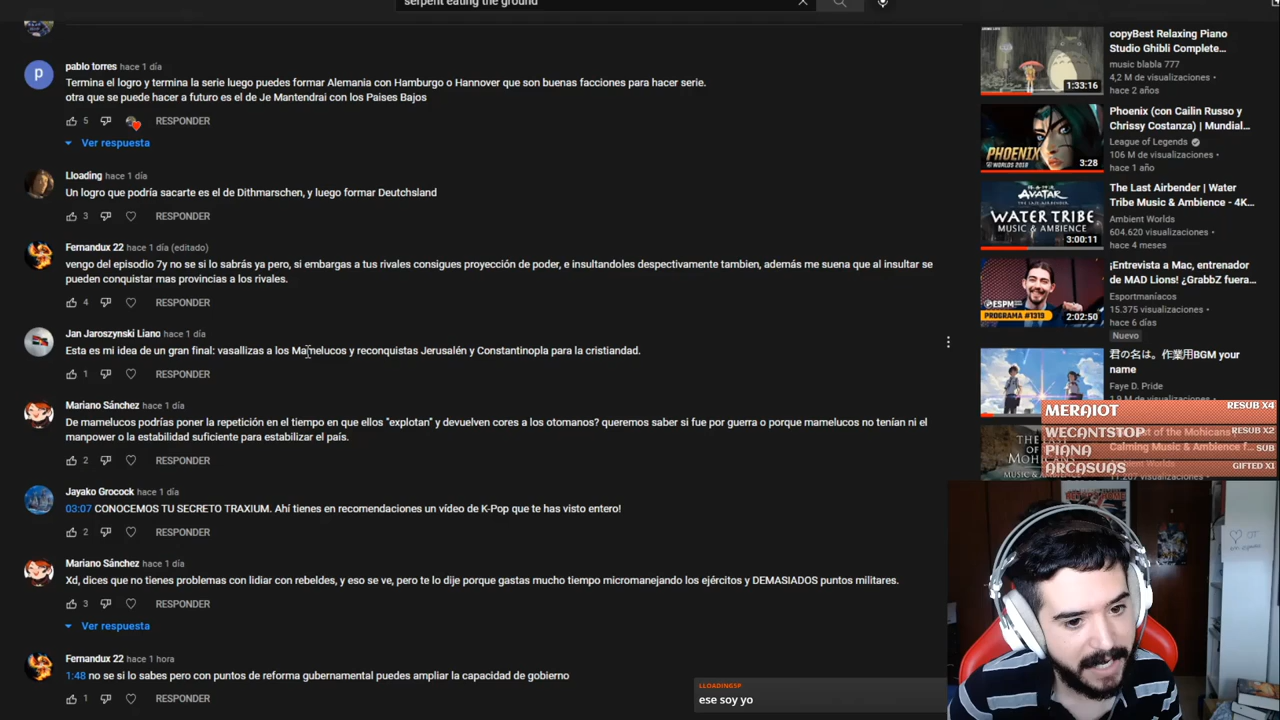 serpent eating the ground
pablo torres hace 1 día
Termina el logro y termina la serie luego puedes formar Alemania con Hamburgo o Hannover que son buenas facciones para hacer serie.
otra que se puede hacer a futuro es el de Je Mantendrai con los Paises Bajos
5 RESPONDER
Ver respuesta
Lloading hace 1 día
Un logro que podría sacarte es el de Dithmarschen, y luego formar Deutchsland
3 RESPONDER
Fernandux 22 hace 1 día (editado)
vengo del episodio 7y no se si lo sabrás ya pero, si embargas a tus rivales consigues proyección de poder, e insultandoles despectivamente tambien, además me suena que al insultar se
pueden conquistar mas provincias a los rivales.
4 RESPONDER
Jan Jaroszynski Liano hace 1 día
Esta es mi idea de un gran final: vasallizas a los Mamelucos y reconquistas Jerusalén y Constantinopla para la cristiandad.
1 RESPONDER
Mariano Sánchez hace 1 día
De mamelucos podrías poner la repetición en el tiempo en que ellos "explotan" y devuelven cores a los otomanos? queremos saber si fue por guerra o porque mamelucos no tenían ni el
manpower o la estabilidad suficiente para estabilizar el país.
2 RESPONDER
Jayako Grocock hace 1 día
03:07 CONOCEMOS TU SECRETO TRAXIUM. Ahí tienes en recomendaciones un vídeo de K-Pop que te has visto entero!
2 RESPONDER
Mariano Sánchez hace 1 día
Xd, dices que no tienes problemas con lidiar con rebeldes, y eso se ve, pero te lo dije porque gastas mucho tiempo micromanejando los ejércitos y DEMASIADOS puntos militares.
3 RESPONDER
Ver respuesta
Fernandux 22 hace 1 hora
1:48 no se si lo sabes pero con puntos de reforma gubernamental puedes ampliar la capacidad de gobierno
1 RESPONDER
copyBest Relaxing Piano
Studio Ghibli Complete...
music blabla 777
4,2 M de visualizaciones •
hace 2 años
1:33:16
Phoenix (con Cailin Russo y
Chrissy Costanza) | Mundial...
League of Legends
106 M de visualizaciones •
hace 1 año
PHOENIX
WORLDS 2019
3:28
The Last Airbender | Water
Tribe Music & Ambience - 4K...
Ambient Worlds
604.620 visualizaciones •
hace 4 meses
AVATAR
WATER TRIBE
MUSIC & AMBIENCE
3:00:11
¡Entrevista a Mac, entrenador
de MAD Lions! ¿GrabbZ fuera...
Esportmaníacos
15.375 visualizaciones •
hace 6 días
Nuevo
ESPM
PROGRAMA #1319
2:02:50
君の名は。作業用BGM your
name
Faye D. Pride
MERAIOT RESUB X4
WECANTSTOP RESUB X2
PIANA SUB
ARCASUAS GIFTED X1
LLOADINGSP
ese soy yo